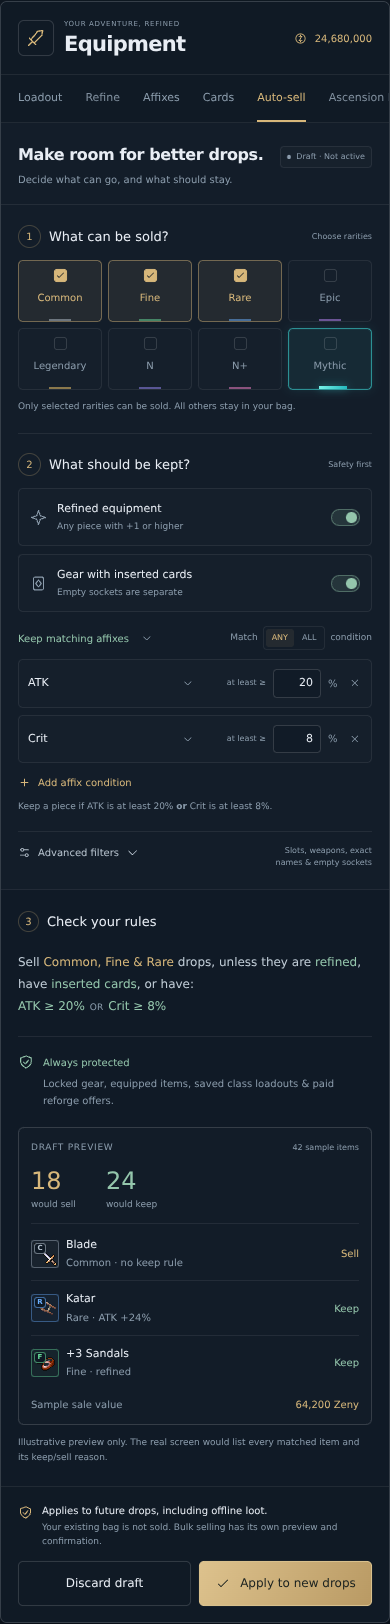 YOUR ADVENTURE, REFINED
Equipment
24,680,000
Loadout Refine Affixes Cards Auto-sell Ascension
Make room for better drops.
Draft · Not active
Decide what can go, and what should stay.
1 What can be sold?
Choose rarities
Common Fine Rare Epic
Legendary N N+ Mythic
Only selected rarities can be sold. All others stay in your bag.
2 What should be kept?
Safety first
Refined equipment
Any piece with +1 or higher
Gear with inserted cards
Empty sockets are separate
Keep matching affixes
Match ANY ALL condition
ATK at least ≥ 20 %
Crit at least ≥ 8 %
+ Add affix condition
Keep a piece if ATK is at least 20% or Crit is at least 8%.
Advanced filters
Slots, weapons, exact
names & empty sockets
3 Check your rules
Sell Common, Fine & Rare drops, unless they are refined,
have inserted cards, or have:
ATK ≥ 20% OR Crit ≥ 8%
Always protected
Locked gear, equipped items, saved class loadouts & paid
reforge offers.
DRAFT PREVIEW
42 sample items
18 24
would sell would keep
C
Blade
Common · no keep rule
Sell
R
Katar
Rare · ATK +24%
Keep
F
+3 Sandals
Fine · refined
Keep
Sample sale value 64,200 Zeny
Illustrative preview only. The real screen would list every matched item and
its keep/sell reason.
Applies to future drops, including offline loot.
Your existing bag is not sold. Bulk selling has its own preview and
confirmation.
Discard draft
Apply to new drops